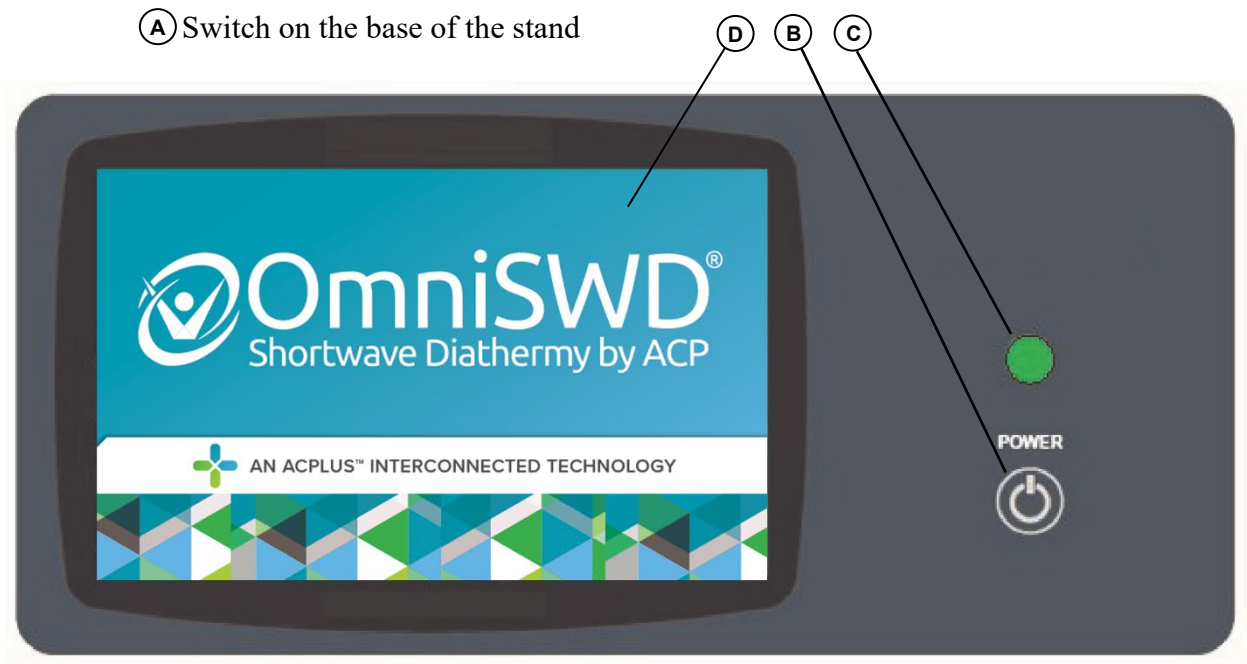 A Switch on the base of the stand
D B C
OmniSWD®
Shortwave Diathermy by ACP
POWER
AN ACPLUS™ INTERCONNECTED TECHNOLOGY